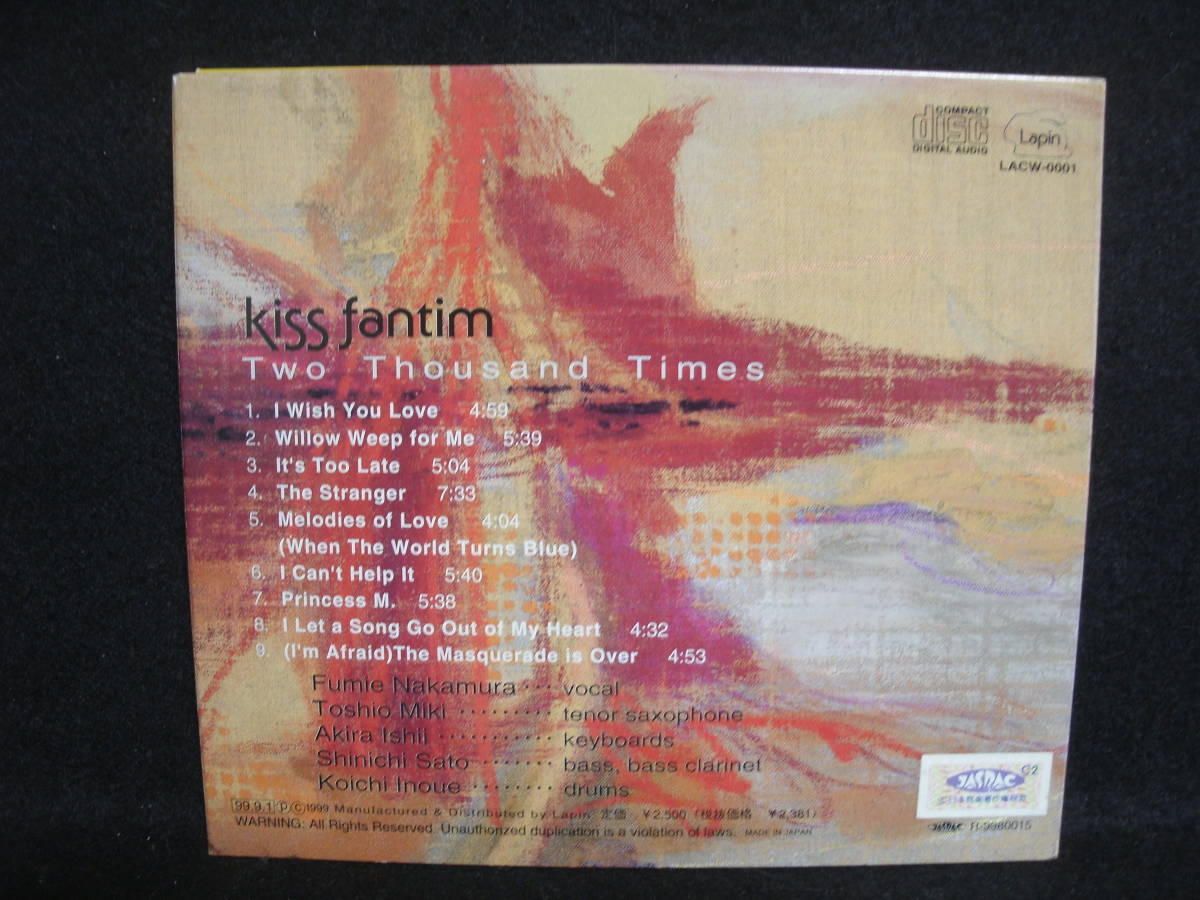 COMPACT
disc
DIGITAL AUDIO
Lapin
LACW-0001
kiss fantim
Two Thousand Times
1. I Wish You Love 4:59
2. Willow Weep for Me 5:39
3. It's Too Late 5:04
4. The Stranger 7:33
5. Melodies of Love 4:04
(When The World Turns Blue)
6. I Can't Help It 5:40
7. Princess M. 5:38
8. I Let a Song Go Out of My Heart 4:32
9. (I'm Afraid)The Masquerade is Over 4:53
Fumie Nakamura ··· vocal
Toshio Miki ········· tenor saxophone
Akira Ishii ··········· keyboards
Shinichi Sato ······· bass, bass clarinet
Koichi Inoue ········ drums
99.9.1 Ⓟ Ⓒ 1999 Manufactured & Distributed by Lapin 定価 ¥2,500 (税抜価格 ¥2,381)
WARNING: All Rights Reserved. Unauthorized duplication is a violation of laws. MADE IN JAPAN
JASRAC
C2
JASRAC R-9980015